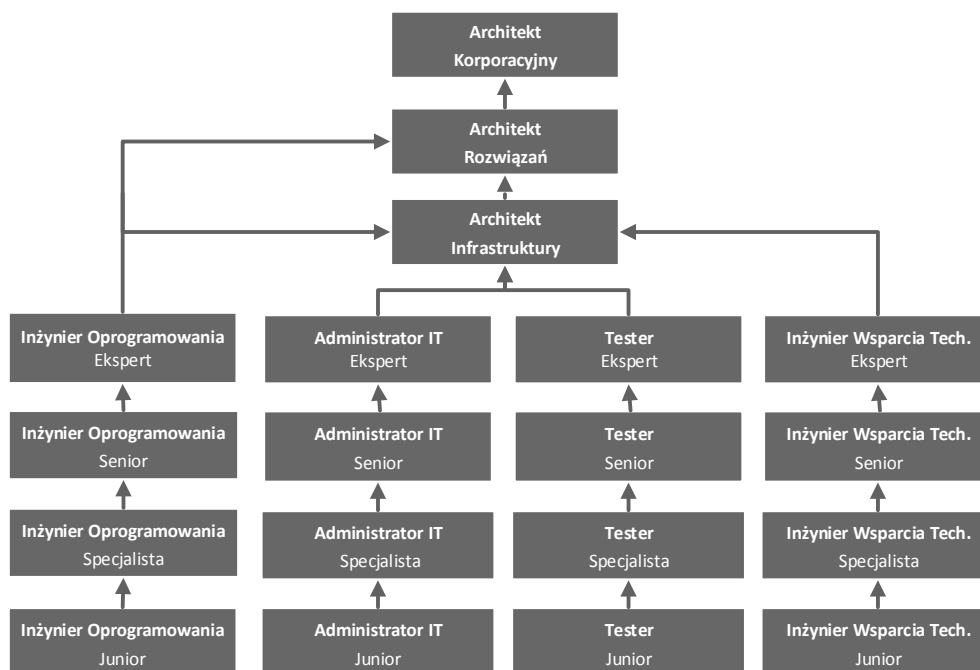 Architekt
Korporacyjny
Architekt
Rozwiązań
Architekt
Infrastruktury
Inżynier Oprogramowania
Ekspert
Administrator IT
Ekspert
Tester
Ekspert
Inżynier Wsparcia Tech.
Ekspert
Inżynier Oprogramowania
Senior
Administrator IT
Senior
Tester
Senior
Inżynier Wsparcia Tech.
Senior
Inżynier Oprogramowania
Specjalista
Administrator IT
Specjalista
Tester
Specjalista
Inżynier Wsparcia Tech.
Specjalista
Inżynier Oprogramowania
Junior
Administrator IT
Junior
Tester
Junior
Inżynier Wsparcia Tech.
Junior